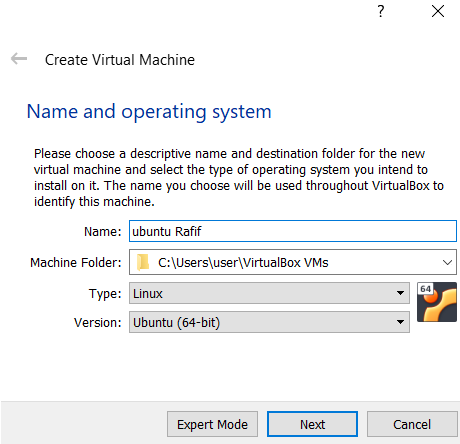 ?
Create Virtual Machine
Name and operating system
Please choose a descriptive name and destination folder for the new
virtual machine and select the type of operating system you intend to
install on it. The name you choose will be used throughout VirtualBox to
identify this machine.
Name: ubuntu Rafif
Machine Folder: C:\Users\user\VirtualBox VMs
Type: Linux
64
Version: Ubuntu (64-bit)
Expert Mode Next Cancel